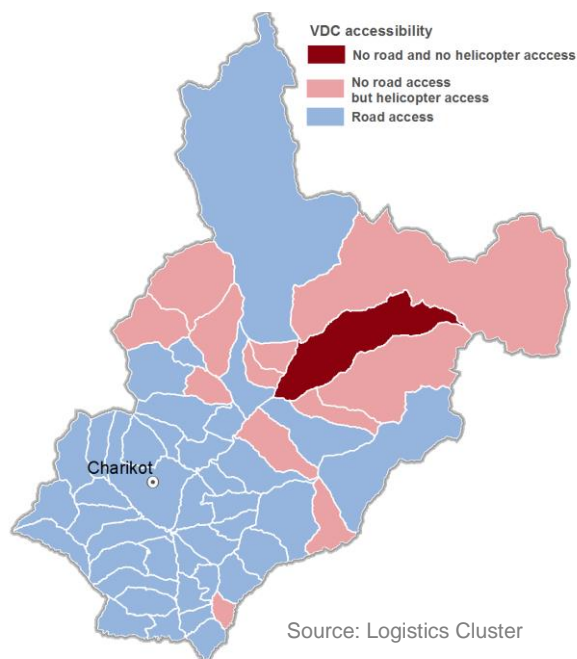 VDC accessibility
No road and no helicopter acccess
No road access
but helicopter access
Road access
Charikot
Source: Logistics Cluster